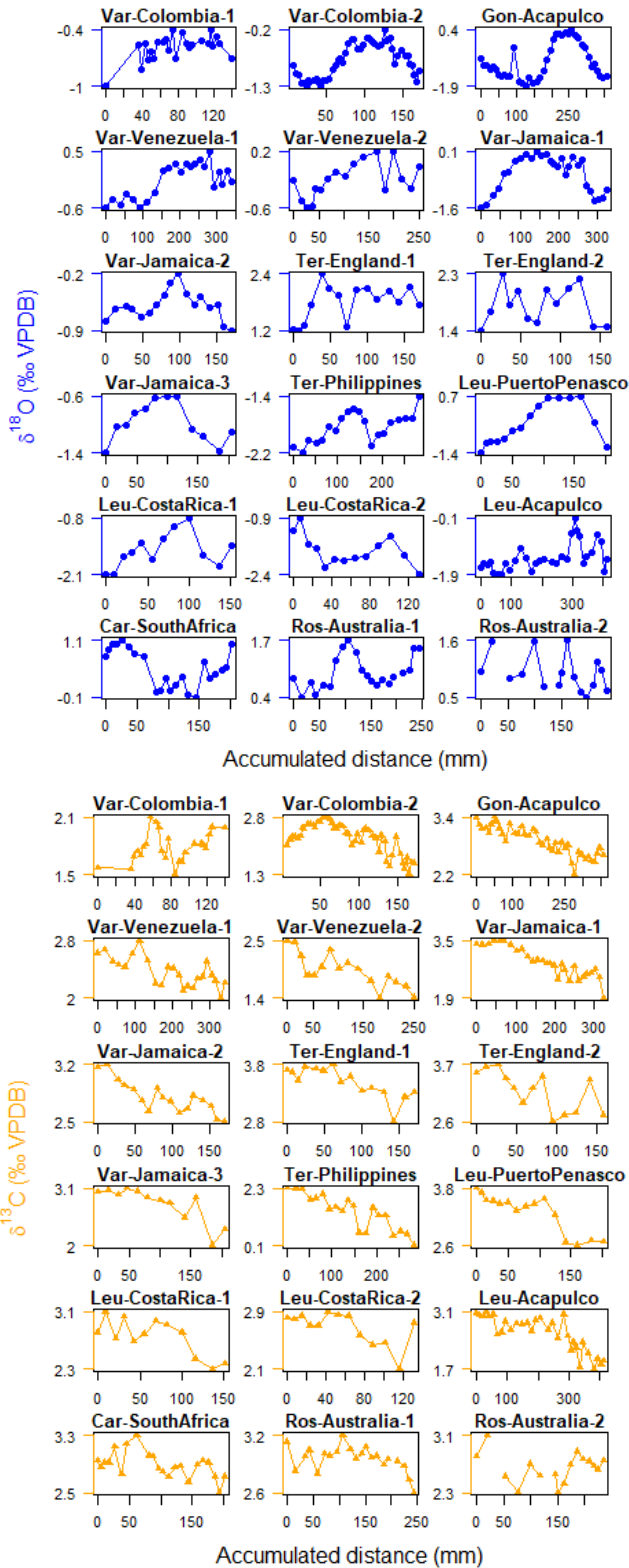 Var-Colombia-1 Var-Colombia-2 Gon-Acapulco
-0.4 -0.2 0.4
-1 -1.3 -1.9
0 40 80 120 0 50 100 150 0 250
Var-Venezuela-1 Var-Venezuela-2 Var-Jamaica-1
0.5 0.2 0.1
-0.6 -0.6 -1.6
0 100 200 300 0 50 150 250 0 100 200 300
Var-Jamaica-2 Ter-England-1 Ter-England-2
-0.2 2.4 2.3
-0.9 1.2 1.4
0 50 100 150 0 50 100 150 0 50 100 150
Var-Jamaica-3 Ter-Philippines Leu-PuertoPenasco
-0.6 -1.4 0.7
-1.4 -2.2 -1.4
0 50 150 0 100 200 0 50 150
Leu-CostaRica-1 Leu-CostaRica-2 Leu-Acapulco
-0.8 -0.9 -0.1
-2.1 -2.4 -1.9
0 50 100 150 0 40 80 120 0 100 300
Car-SouthAfrica Ros-Australia-1 Ros-Australia-2
1.1 1.7 1.6
-0.1 0.4 0.5
50 150 0 50 150 250 0 50 150
δ18O (‰ VPDB)
Accumulated distance (mm)
Var-Colombia-1 Var-Colombia-2 Gon-Acapulco
2.1 2.8 3.4
1.5 1.3 2.2
0 40 80 120 50 100 150 0 100 300
Var-Venezuela-1 Var-Venezuela-2 Var-Jamaica-1
2.8 2.5 3.5
2 1.4 1.9
0 100 200 300 0 50 150 250 0 100 200 300
Var-Jamaica-2 Ter-England-1 Ter-England-2
3.2 3.8 3.7
2.5 2.8 2.6
0 50 100 150 0 50 100 150 0 50 100 150
Var-Jamaica-3 Ter-Philippines Leu-PuertoPenasco
3.1 2.3 3.8
2 0.1 2.6
0 50 150 0 100 200 0 50 150
Leu-CostaRica-1 Leu-CostaRica-2 Leu-Acapulco
3.1 2.9 3.1
2.3 2.1 1.7
0 50 100 150 0 40 80 120 0 100 300
Car-SouthAfrica Ros-Australia-1 Ros-Australia-2
3.3 3.2 3.1
2.5 2.6 2.5
50 150 0 50 150 250 0 50 150
δ13C (‰ VPDB)
Accumulated distance (mm)